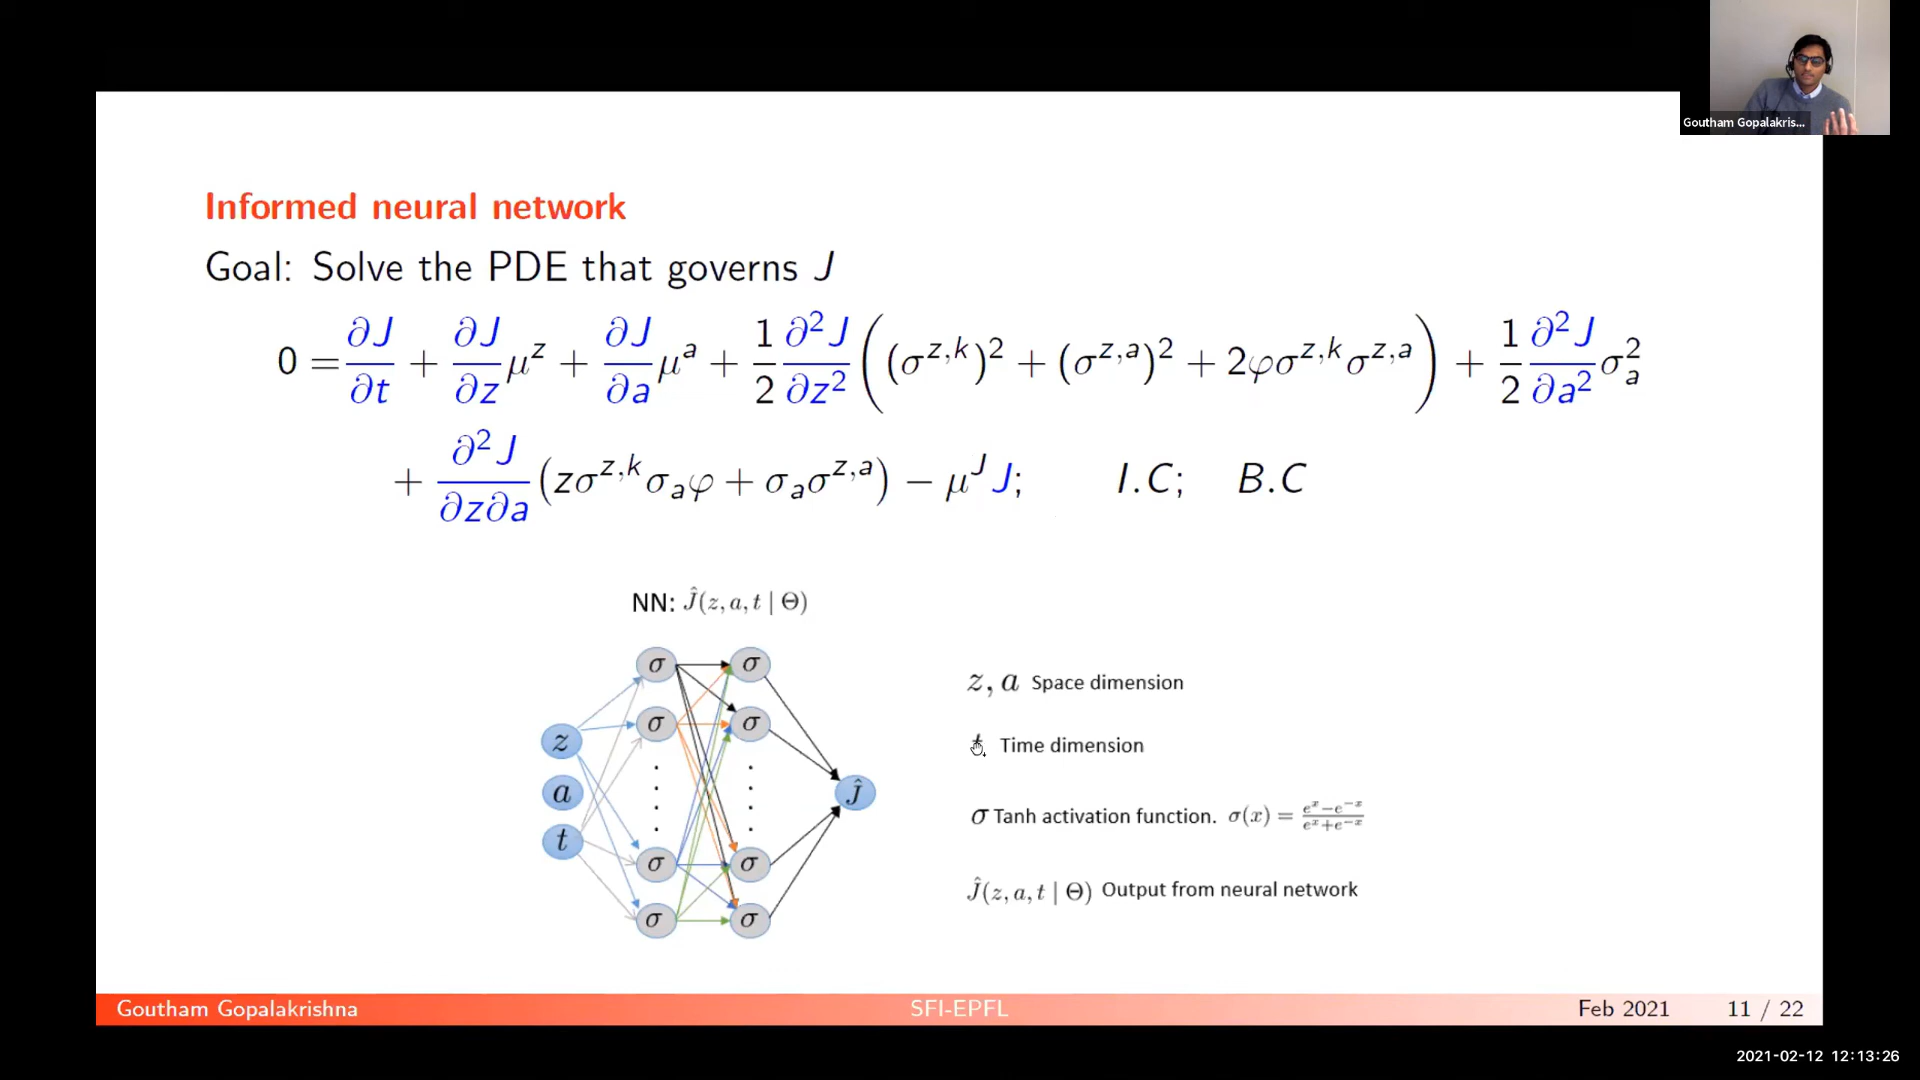 Goutham Gopalakris...
Informed neural network
Goal: Solve the PDE that governs J
0 = ∂J/∂t + ∂J/∂z μ^z + ∂J/∂a μ^a + 1/2 ∂²J/∂z² ((σ^{z,k})² + (σ^{z,a})² + 2φσ^{z,k}σ^{z,a}) + 1/2 ∂²J/∂a² σ_a²
+ ∂²J/∂z∂a (zσ^{z,k}σ_aφ + σ_aσ^{z,a}) − μ^J J; I.C; B.C
NN: Ĵ(z, a, t | Θ)
σ σ
σ σ
z
a
t
Ĵ
σ σ
σ σ
z, a Space dimension
t Time dimension
σ Tanh activation function. σ(x) = (e^x − e^{−x})/(e^x + e^{−x})
Ĵ(z, a, t | Θ) Output from neural network
Goutham Gopalakrishna SFI-EPFL Feb 2021 11 / 22
2021-02-12 12:13:26